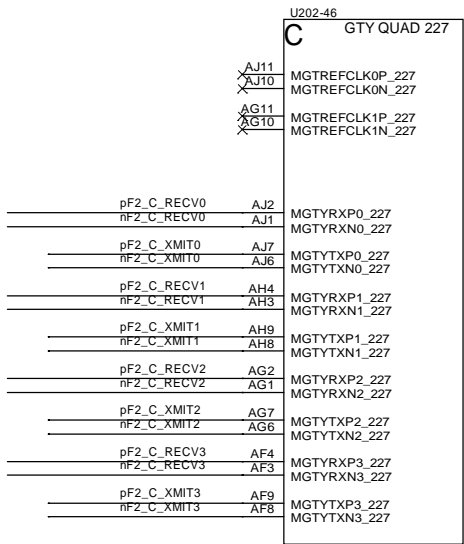 U202-46
C GTY QUAD 227
AJ11 MGTREFCLK0P_227
AJ10 MGTREFCLK0N_227
AG11 MGTREFCLK1P_227
AG10 MGTREFCLK1N_227
pF2_C_RECV0 AJ2 MGTYRXP0_227
nF2_C_RECV0 AJ1 MGTYRXN0_227
pF2_C_XMIT0 AJ7 MGTYTXP0_227
nF2_C_XMIT0 AJ6 MGTYTXN0_227
pF2_C_RECV1 AH4 MGTYRXP1_227
nF2_C_RECV1 AH3 MGTYRXN1_227
pF2_C_XMIT1 AH9 MGTYTXP1_227
nF2_C_XMIT1 AH8 MGTYTXN1_227
pF2_C_RECV2 AG2 MGTYRXP2_227
nF2_C_RECV2 AG1 MGTYRXN2_227
pF2_C_XMIT2 AG7 MGTYTXP2_227
nF2_C_XMIT2 AG6 MGTYTXN2_227
pF2_C_RECV3 AF4 MGTYRXP3_227
nF2_C_RECV3 AF3 MGTYRXN3_227
pF2_C_XMIT3 AF9 MGTYTXP3_227
nF2_C_XMIT3 AF8 MGTYTXN3_227